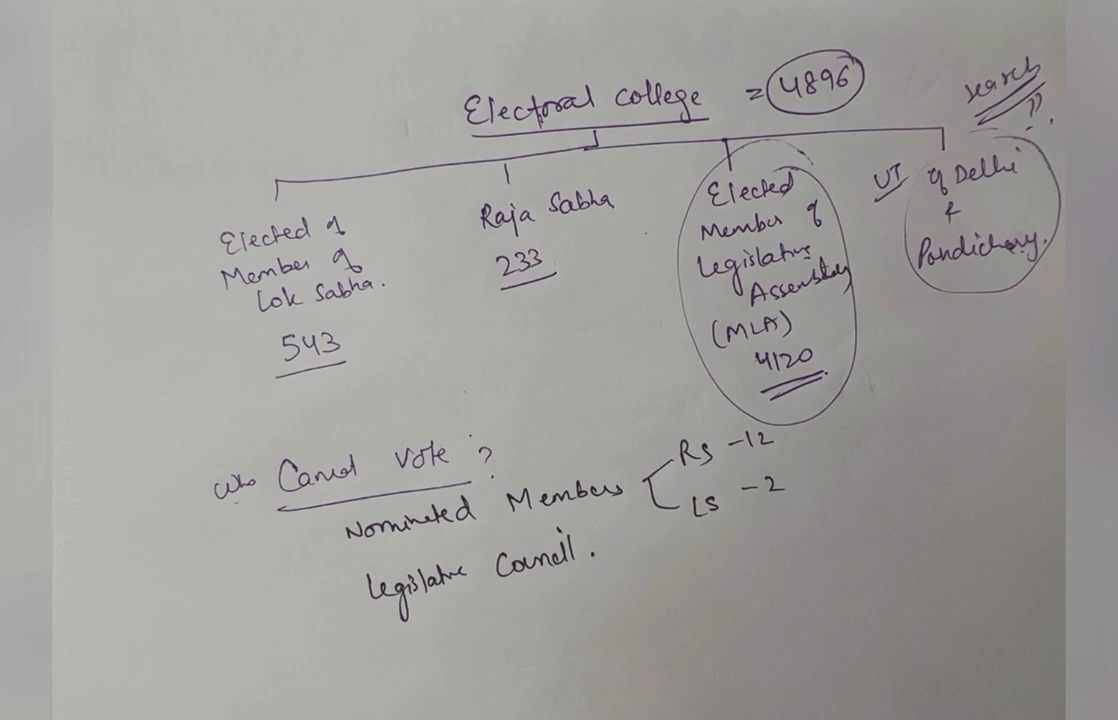 Electoral college = 4896
search ??.
Elected of
Member of
Lok Sabha.
543
Raja Sabha
233
Elected
Member of
Legislative
Assembly
(MLA)
4120
UT of Delhi
&
Pondichery.
who Cannot Vote ?
Nominated Members
RS -12
LS -2
Legislative Council.